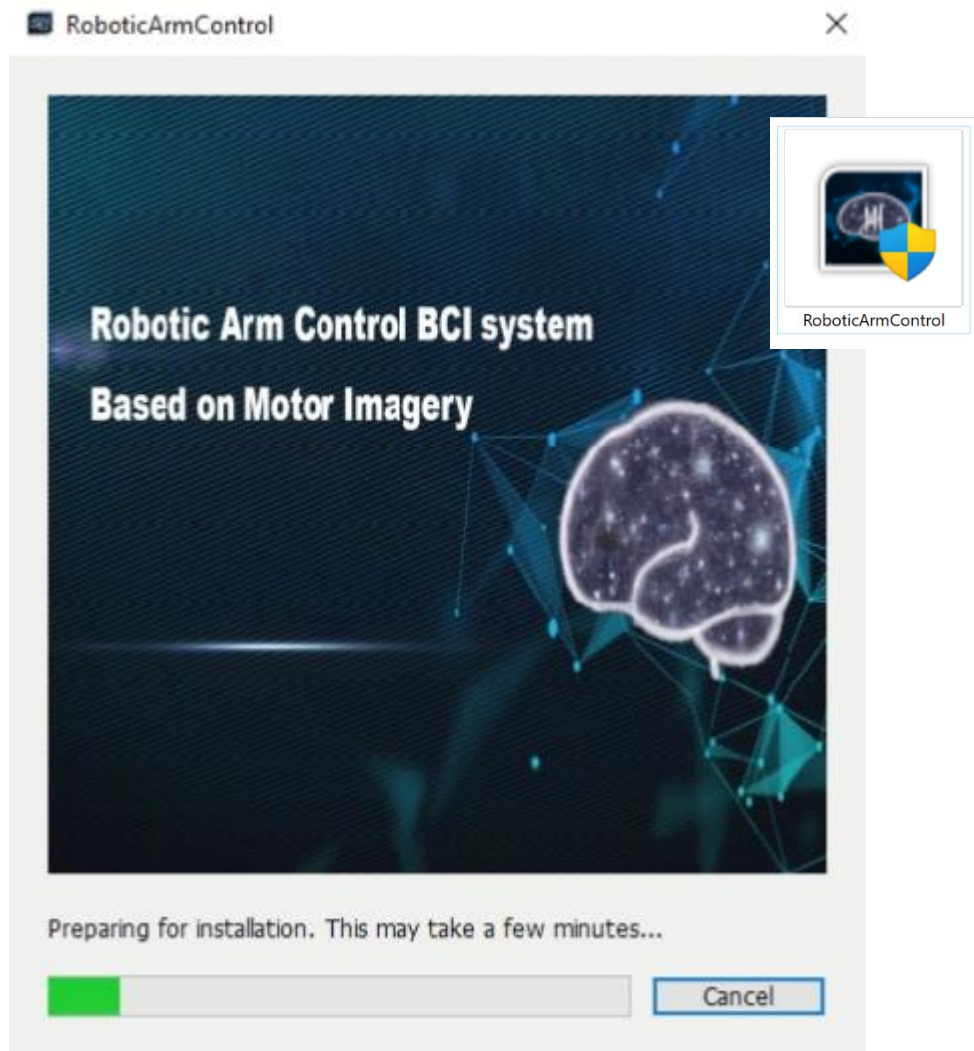 RoboticArmControl
RoboticArmControl
Robotic Arm Control BCI system
Based on Motor Imagery
Preparing for installation. This may take a few minutes...
Cancel